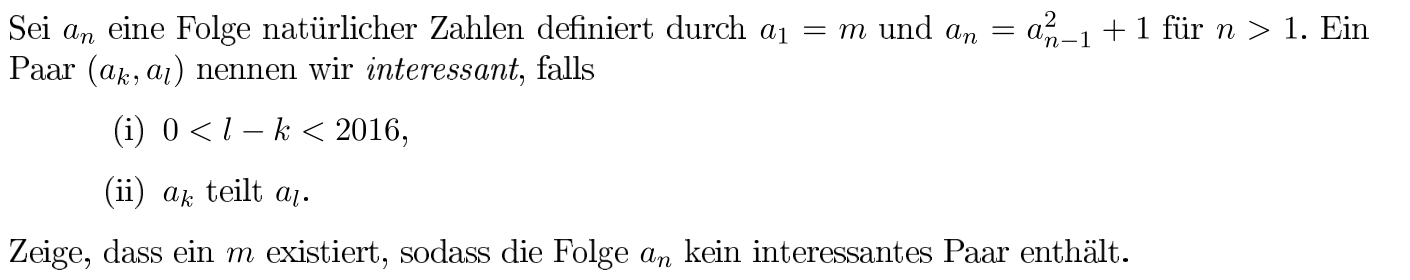 Sei $a_n$ eine Folge natürlicher Zahlen definiert durch $a_1 = m$ und $a_n = a_{n-1}^2 + 1$ für $n > 1$. Ein
Paar $(a_k, a_l)$ nennen wir interessant, falls
(i) $0 < l - k < 2016$,
(ii) $a_k$ teilt $a_l$.
Zeige, dass ein $m$ existiert, sodass die Folge $a_n$ kein interessantes Paar enthält.